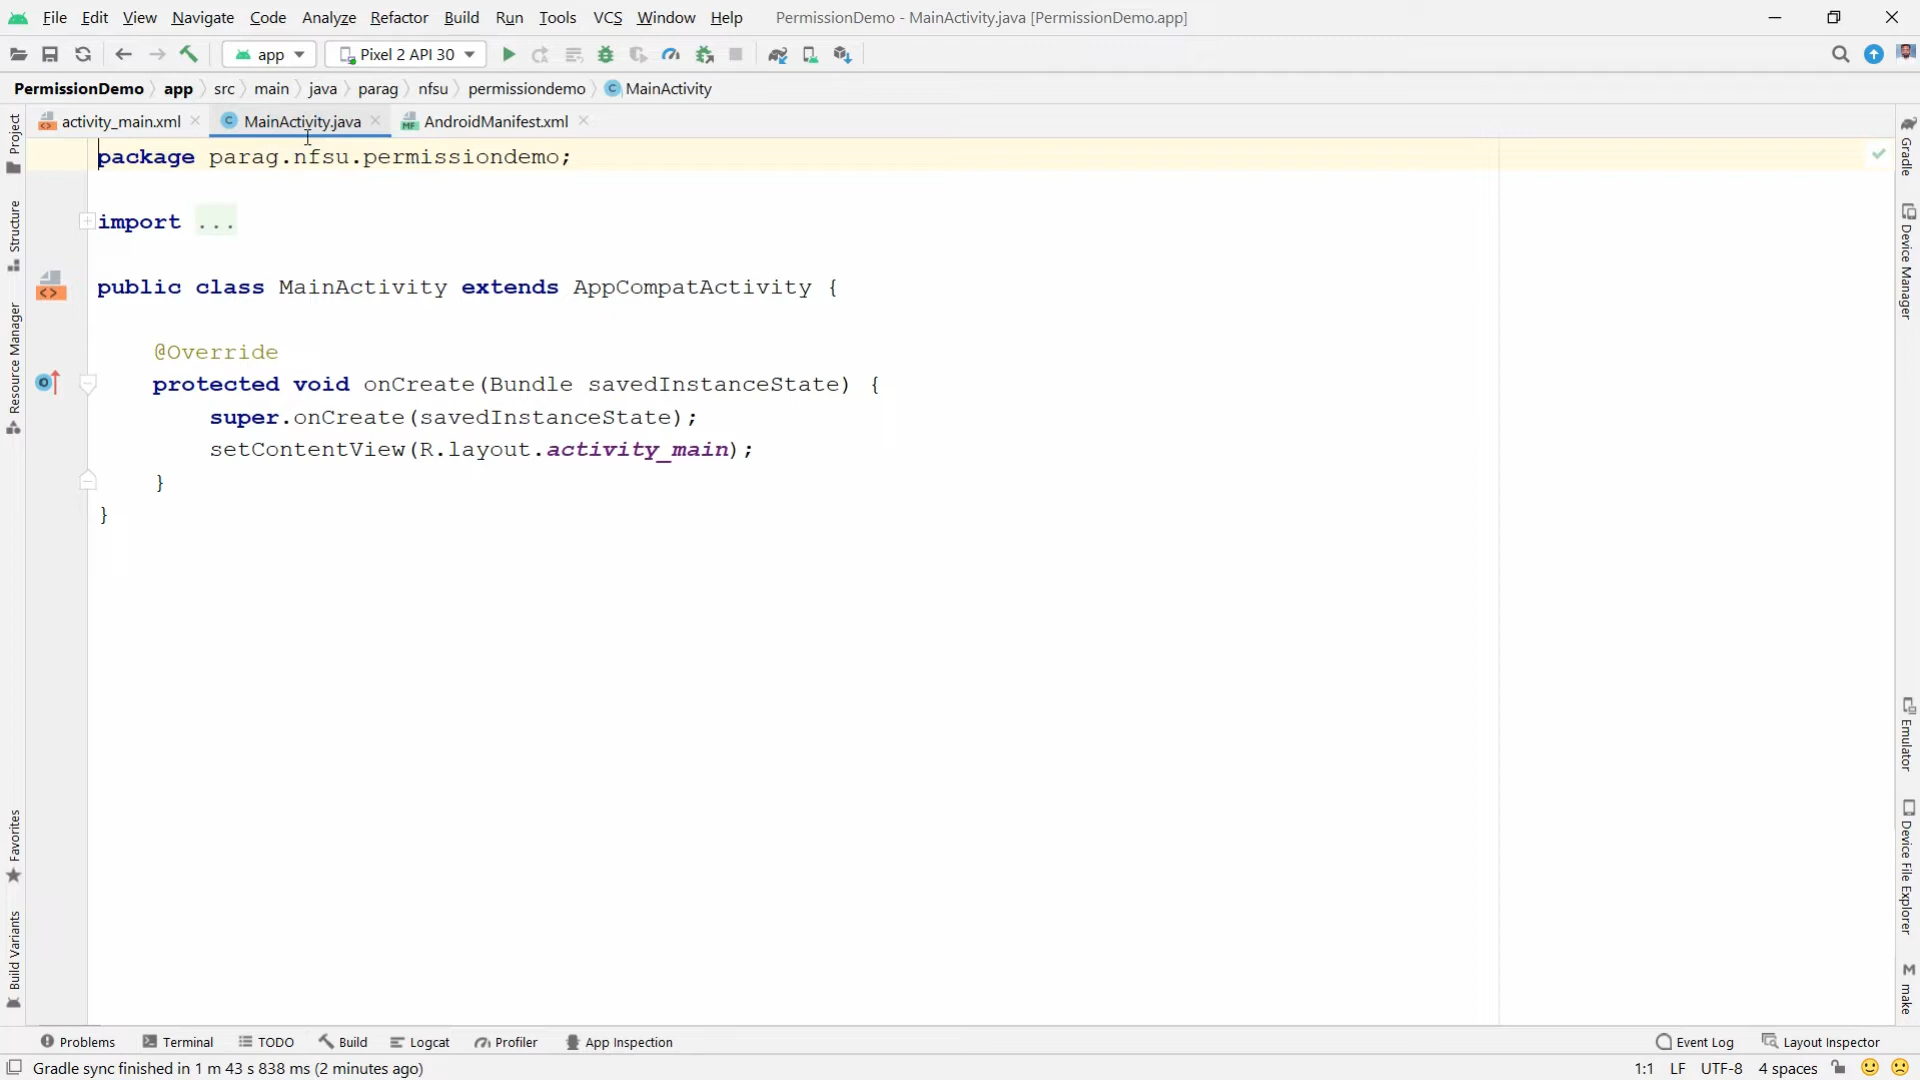 File Edit View Navigate Code Analyze Refactor Build Run Tools VCS Window Help PermissionDemo - MainActivity.java [PermissionDemo.app]
app Pixel 2 API 30
PermissionDemo app src main java parag nfsu permissiondemo C MainActivity
activity_main.xml C MainActivity.java MF AndroidManifest.xml
package parag.nfsu.permissiondemo;
import ...
public class MainActivity extends AppCompatActivity {
@Override
protected void onCreate(Bundle savedInstanceState) {
super.onCreate(savedInstanceState);
setContentView(R.layout.activity_main);
}
}
Project
Structure
Resource Manager
Favorites
Build Variants
Gradle
Device Manager
Emulator
Device File Explorer
M make
Problems Terminal TODO Build Logcat Profiler App Inspection Event Log Layout Inspector
Gradle sync finished in 1 m 43 s 838 ms (2 minutes ago) 1:1 LF UTF-8 4 spaces